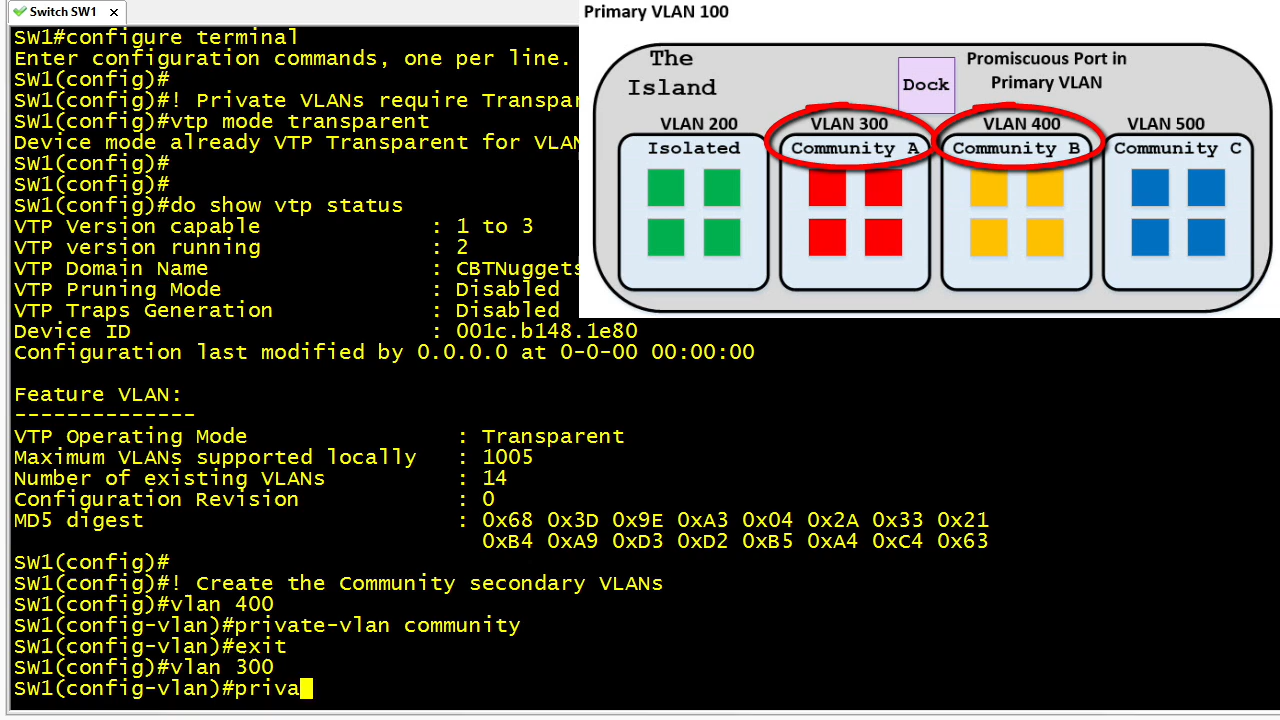 Switch SW1
SW1#configure terminal
Enter configuration commands, one per line.
SW1(config)#
SW1(config)#! Private VLANs require Transpar
SW1(config)#vtp mode transparent
Device mode already VTP Transparent for VLAN
SW1(config)#
SW1(config)#
SW1(config)#do show vtp status
VTP Version capable : 1 to 3
VTP version running : 2
VTP Domain Name : CBTNuggets
VTP Pruning Mode : Disabled
VTP Traps Generation : Disabled
Device ID : 001c.b148.1e80
Configuration last modified by 0.0.0.0 at 0-0-00 00:00:00
Feature VLAN:
--------------
VTP Operating Mode : Transparent
Maximum VLANs supported locally : 1005
Number of existing VLANs : 14
Configuration Revision : 0
MD5 digest : 0x68 0x3D 0x9E 0xA3 0x04 0x2A 0x33 0x21
0xB4 0xA9 0xD3 0xD2 0xB5 0xA4 0xC4 0x63
SW1(config)#
SW1(config)#! Create the Community secondary VLANs
SW1(config)#vlan 400
SW1(config-vlan)#private-vlan community
SW1(config-vlan)#exit
SW1(config)#vlan 300
SW1(config-vlan)#priva
Primary VLAN 100
The
Island
Dock
Promiscuous Port in
Primary VLAN
VLAN 200 VLAN 300 VLAN 400 VLAN 500
Isolated Community A Community B Community C